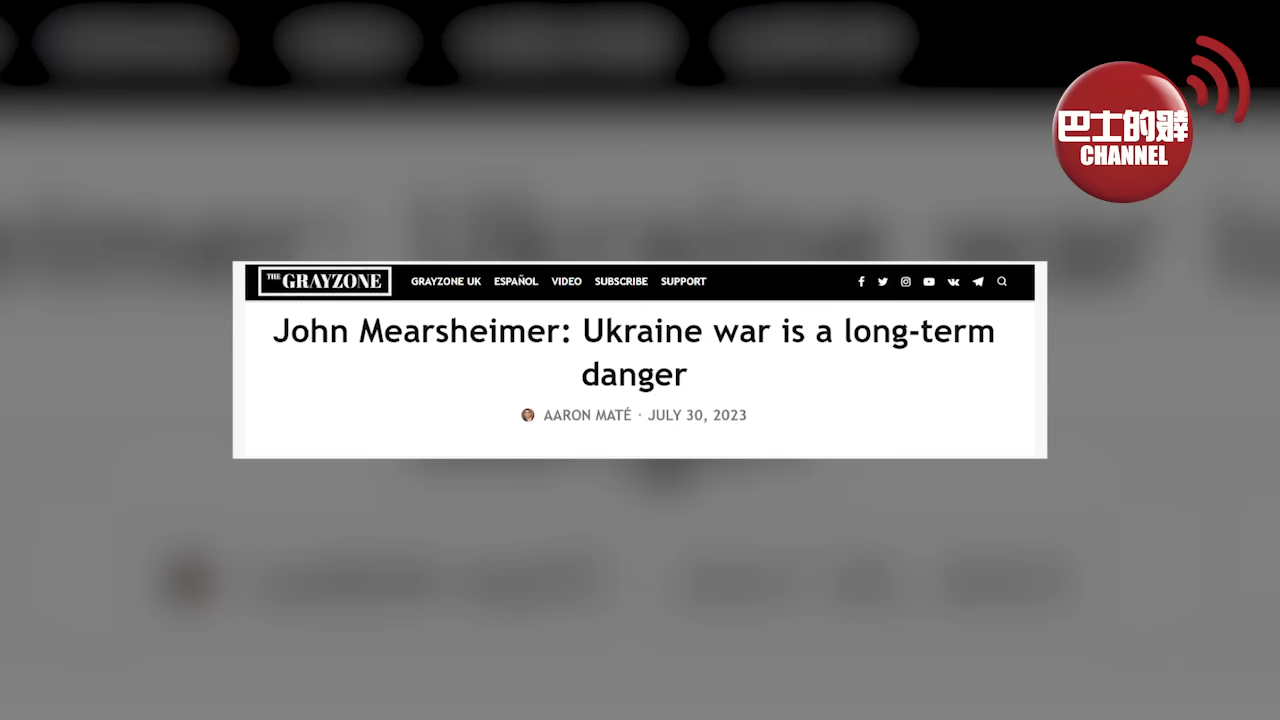 巴士的報
CHANNEL
THE GRAYZONE
GRAYZONE UK ESPAÑOL VIDEO SUBSCRIBE SUPPORT
John Mearsheimer: Ukraine war is a long-term
danger
AARON MATÉ · JULY 30, 2023